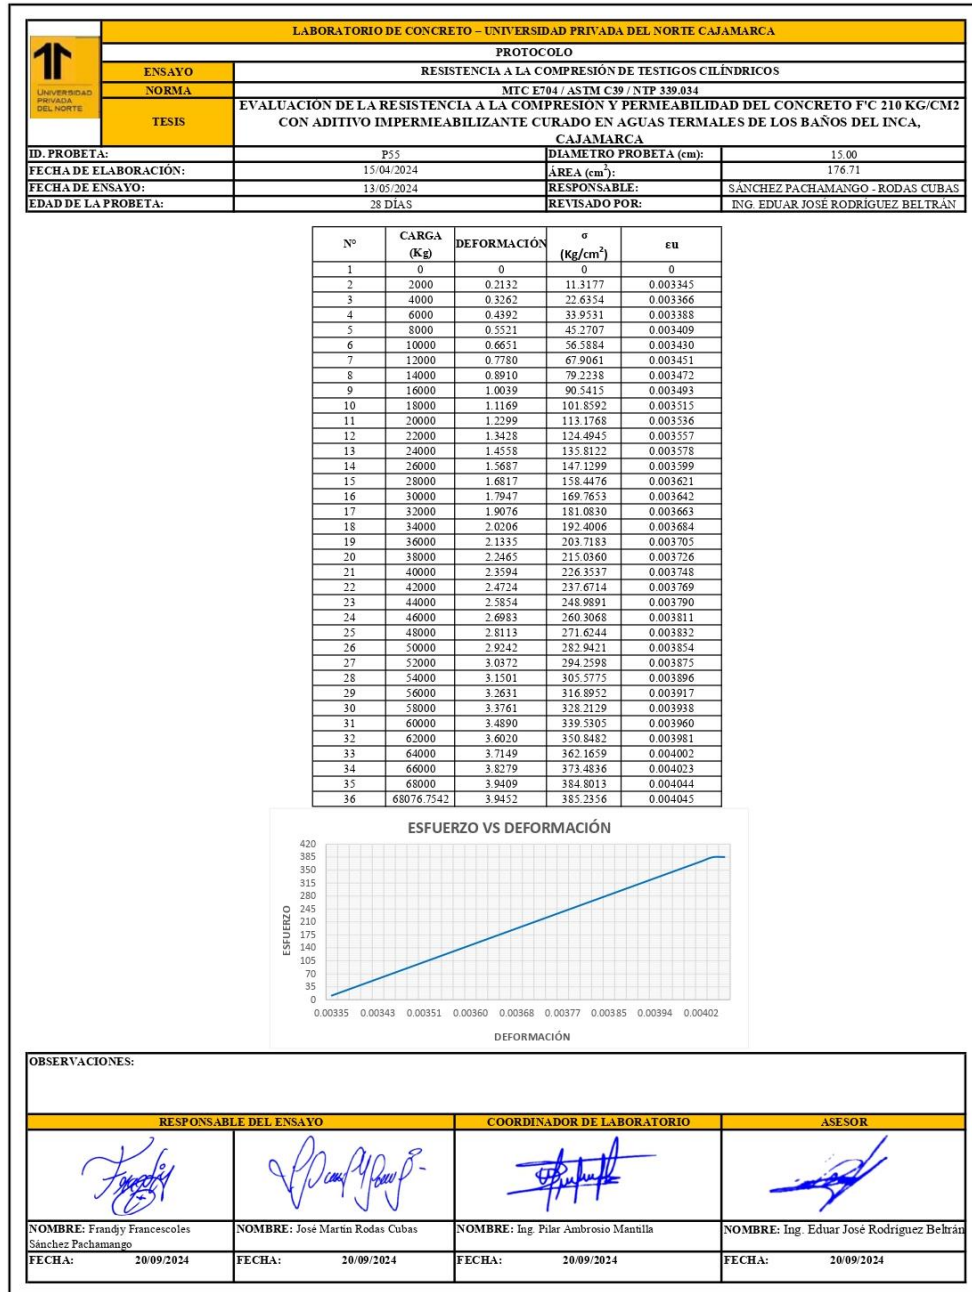 LABORATORIO DE CONCRETO – UNIVERSIDAD PRIVADA DEL NORTE CAJAMARCA
PROTOCOLO
UNIVERSIDAD
PRIVADA
DEL NORTE
ENSAYO RESISTENCIA A LA COMPRESIÓN DE TESTIGOS CILÍNDRICOS
NORMA MTC E704 / ASTM C39 / NTP 339.034
TESIS EVALUACIÓN DE LA RESISTENCIA A LA COMPRESIÓN Y PERMEABILIDAD DEL CONCRETO F'C 210 KG/CM2
CON ADITIVO IMPERMEABILIZANTE CURADO EN AGUAS TERMALES DE LOS BAÑOS DEL INCA,
CAJAMARCA
ID. PROBETA: P55 DIAMETRO PROBETA (cm): 15.00
FECHA DE ELABORACIÓN: 15/04/2024 ÁREA (cm²): 176.71
FECHA DE ENSAYO: 13/05/2024 RESPONSABLE: SÁNCHEZ PACHAMANGO - RODAS CUBAS
EDAD DE LA PROBETA: 28 DÍAS REVISADO POR: ING. EDUAR JOSÉ RODRÍGUEZ BELTRÁN
N° CARGA (Kg) DEFORMACIÓN σ (Kg/cm²) εu
1 0 0 0 0
2 2000 0.2132 11.3177 0.003345
3 4000 0.3262 22.6354 0.003366
4 6000 0.4392 33.9531 0.003388
5 8000 0.5521 45.2707 0.003409
6 10000 0.6651 56.5884 0.003430
7 12000 0.7780 67.9061 0.003451
8 14000 0.8910 79.2238 0.003472
9 16000 1.0039 90.5415 0.003493
10 18000 1.1169 101.8592 0.003515
11 20000 1.2299 113.1768 0.003536
12 22000 1.3428 124.4945 0.003557
13 24000 1.4558 135.8122 0.003578
14 26000 1.5687 147.1299 0.003599
15 28000 1.6817 158.4476 0.003621
16 30000 1.7947 169.7653 0.003642
17 32000 1.9076 181.0830 0.003663
18 34000 2.0206 192.4006 0.003684
19 36000 2.1335 203.7183 0.003705
20 38000 2.2465 215.0360 0.003726
21 40000 2.3594 226.3537 0.003748
22 42000 2.4724 237.6714 0.003769
23 44000 2.5854 248.9891 0.003790
24 46000 2.6983 260.3068 0.003811
25 48000 2.8113 271.6244 0.003832
26 50000 2.9242 282.9421 0.003854
27 52000 3.0372 294.2598 0.003875
28 54000 3.1501 305.5775 0.003896
29 56000 3.2631 316.8952 0.003917
30 58000 3.3761 328.2129 0.003938
31 60000 3.4890 339.5305 0.003960
32 62000 3.6020 350.8482 0.003981
33 64000 3.7149 362.1659 0.004002
34 66000 3.8279 373.4836 0.004023
35 68000 3.9409 384.8013 0.004044
36 68076.7542 3.9452 385.2356 0.004045
ESFUERZO VS DEFORMACIÓN
420
385
350
315
280
245
210
175
140
105
70
35
0
ESFUERZO
0.00335 0.00343 0.00351 0.00360 0.00368 0.00377 0.00385 0.00394 0.00402
DEFORMACIÓN
OBSERVACIONES:
RESPONSABLE DEL ENSAYO COORDINADOR DE LABORATORIO ASESOR
NOMBRE: Frandjy Francescoles
Sánchez Pachamango
NOMBRE: José Martín Rodas Cubas
NOMBRE: Ing. Pilar Ambrosio Mantilla
NOMBRE: Ing. Eduar José Rodríguez Beltrán
FECHA: 20/09/2024 FECHA: 20/09/2024 FECHA: 20/09/2024 FECHA: 20/09/2024